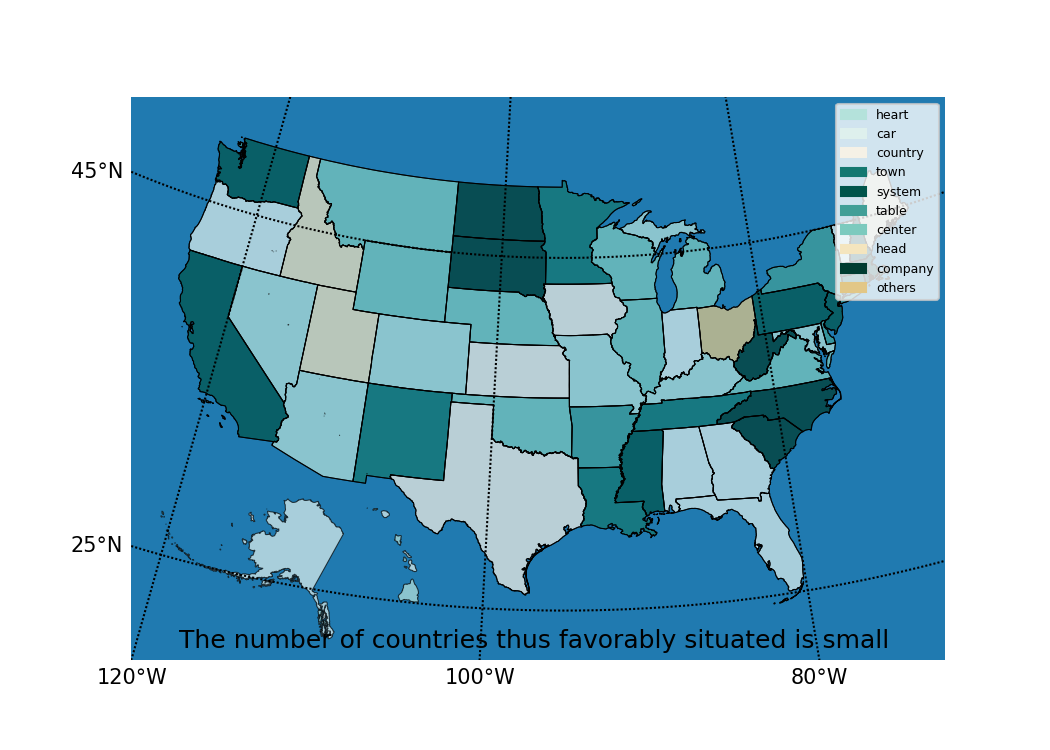 heart
car
country
town
system
table
center
head
company
others
45°N
25°N
The number of countries thus favorably situated is small
120°W 100°W 80°W